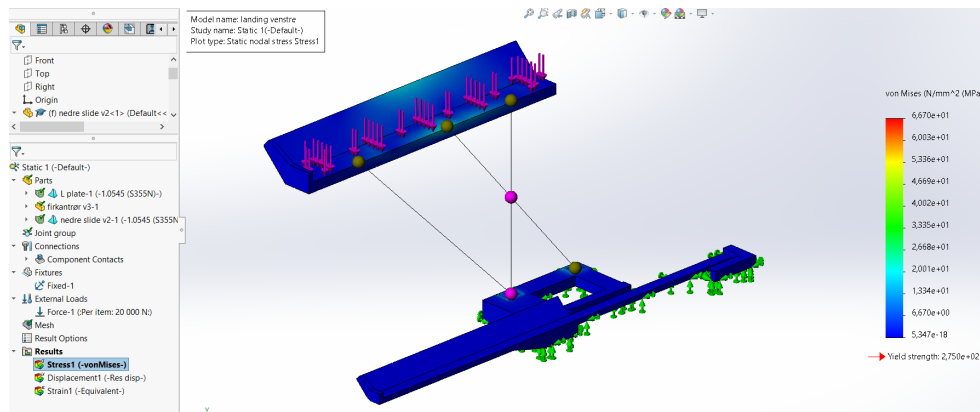 Model name: landing venstre
Study name: Static 1(-Default-)
Plot type: Static nodal stress Stress1
Front
Top
Right
Origin
(f) nedre slide v2<1> (Default<<
Static 1 (-Default-)
Parts
L plate-1 (-1.0545 (S355N)-)
firkantrør v3-1
nedre slide v2-1 (-1.0545 (S355N
Joint group
Connections
Component Contacts
Fixtures
Fixed-1
External Loads
Force-1 (:Per item: 20 000 N:)
Mesh
Result Options
Results
Stress1 (-vonMises-)
Displacement1 (-Res disp-)
Strain1 (-Equivalent-)
von Mises (N/mm^2 (MPa
6,670e+01
6,003e+01
5,336e+01
4,669e+01
4,002e+01
3,335e+01
2,668e+01
2,001e+01
1,334e+01
6,670e+00
5,347e-18
Yield strength: 2,750e+02
Y